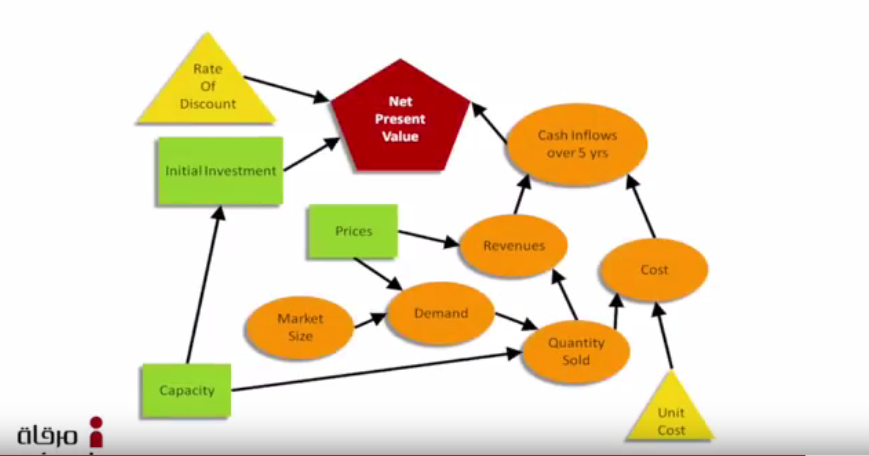 Rate
Of
Discount
Net
Present
Value
Cash Inflows
over 5 yrs
Initial Investment
Prices
Revenues
Cost
Market
Size
Demand
Quantity
Sold
Capacity
Unit
Cost
مرقاة